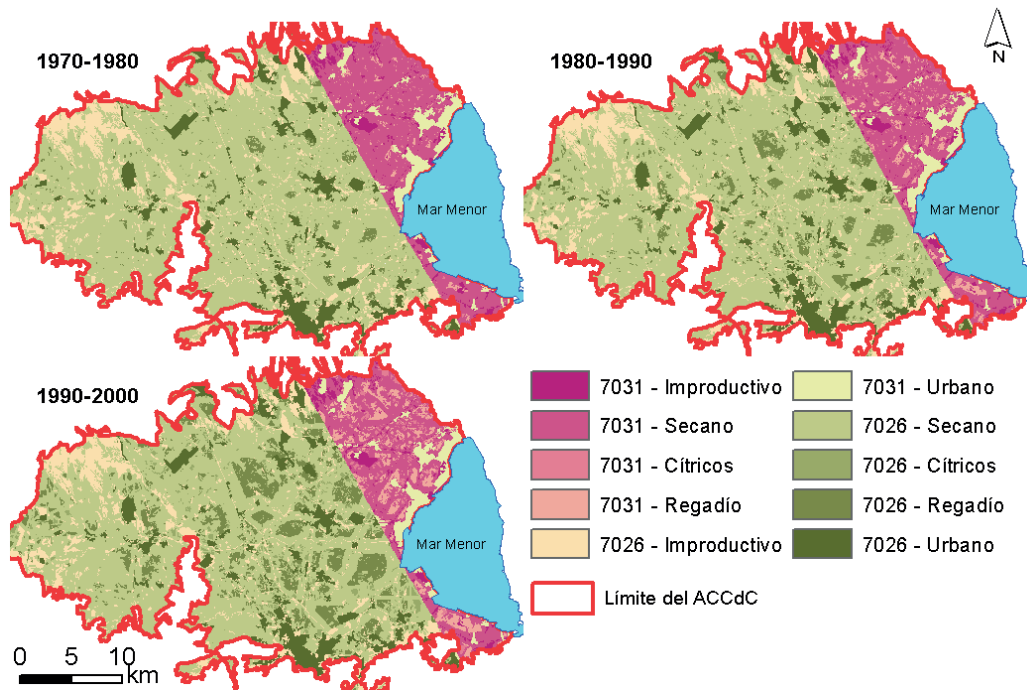 1970-1980
1980-1990
N
Mar Menor
Mar Menor
1990-2000
Mar Menor
0 5 10
km
7031 - Improductivo
7031 - Secano
7031 - Cítricos
7031 - Regadío
7026 - Improductivo
7031 - Urbano
7026 - Secano
7026 - Cítricos
7026 - Regadío
7026 - Urbano
Límite del ACCdC